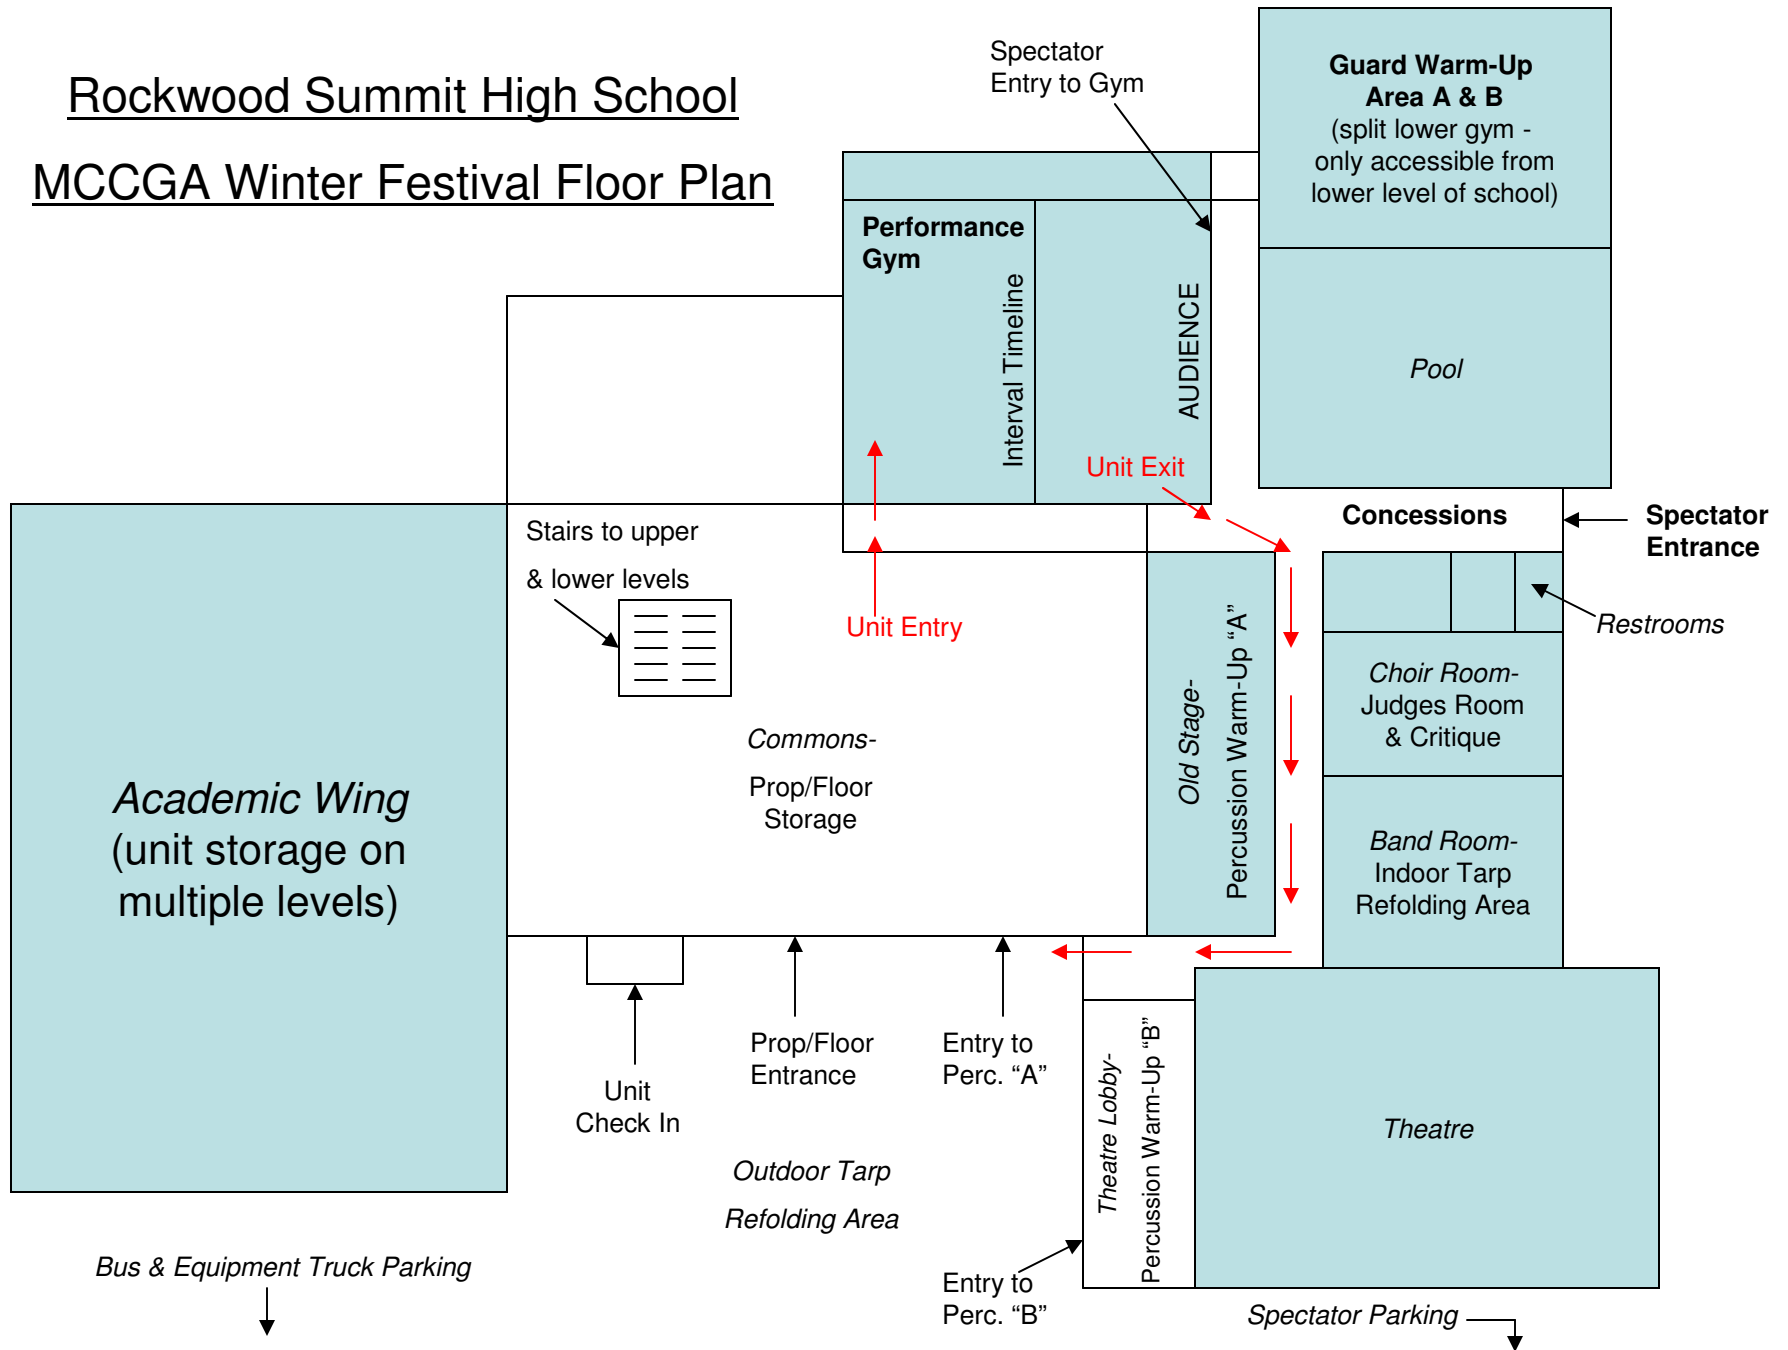 Rockwood Summit High School
MCCGA Winter Festival Floor Plan
Spectator
Entry to Gym
Guard Warm-Up
Area A & B
(split lower gym -
only accessible from
lower level of school)
Performance
Gym
Interval Timeline
AUDIENCE
Pool
Unit Exit
Concessions
Spectator
Entrance
Stairs to upper
& lower levels
Unit Entry
Restrooms
Old Stage-
Percussion Warm-Up “A”
Choir Room-
Judges Room
& Critique
Commons-
Prop/Floor
Storage
Academic Wing
(unit storage on
multiple levels)
Band Room-
Indoor Tarp
Refolding Area
Unit
Check In
Prop/Floor
Entrance
Entry to
Perc. “A”
Theatre Lobby-
Percussion Warm-Up “B”
Theatre
Outdoor Tarp
Refolding Area
Bus & Equipment Truck Parking
Entry to
Perc. “B”
Spectator Parking